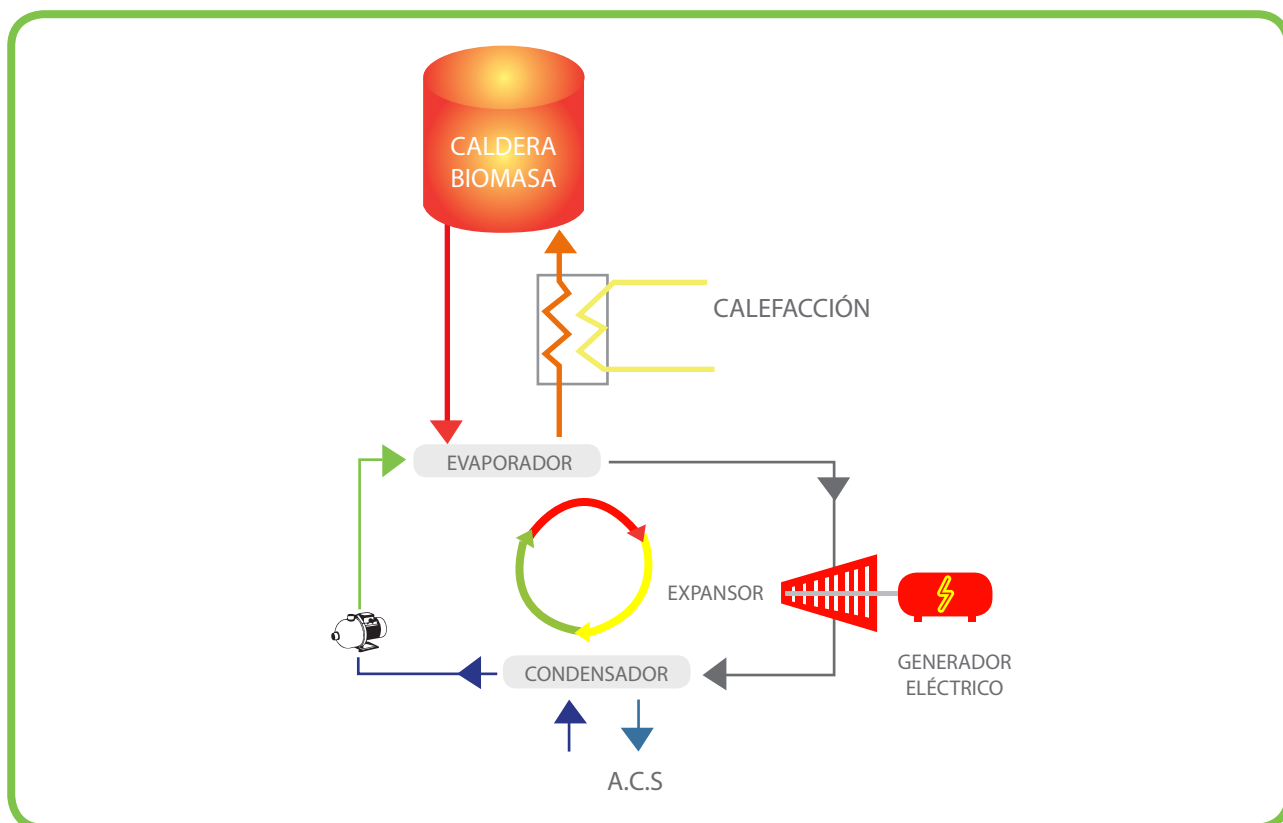 CALDERA
BIOMASA
CALEFACCIÓN
EVAPORADOR
EXPANSOR
GENERADOR
ELÉCTRICO
CONDENSADOR
A.C.S